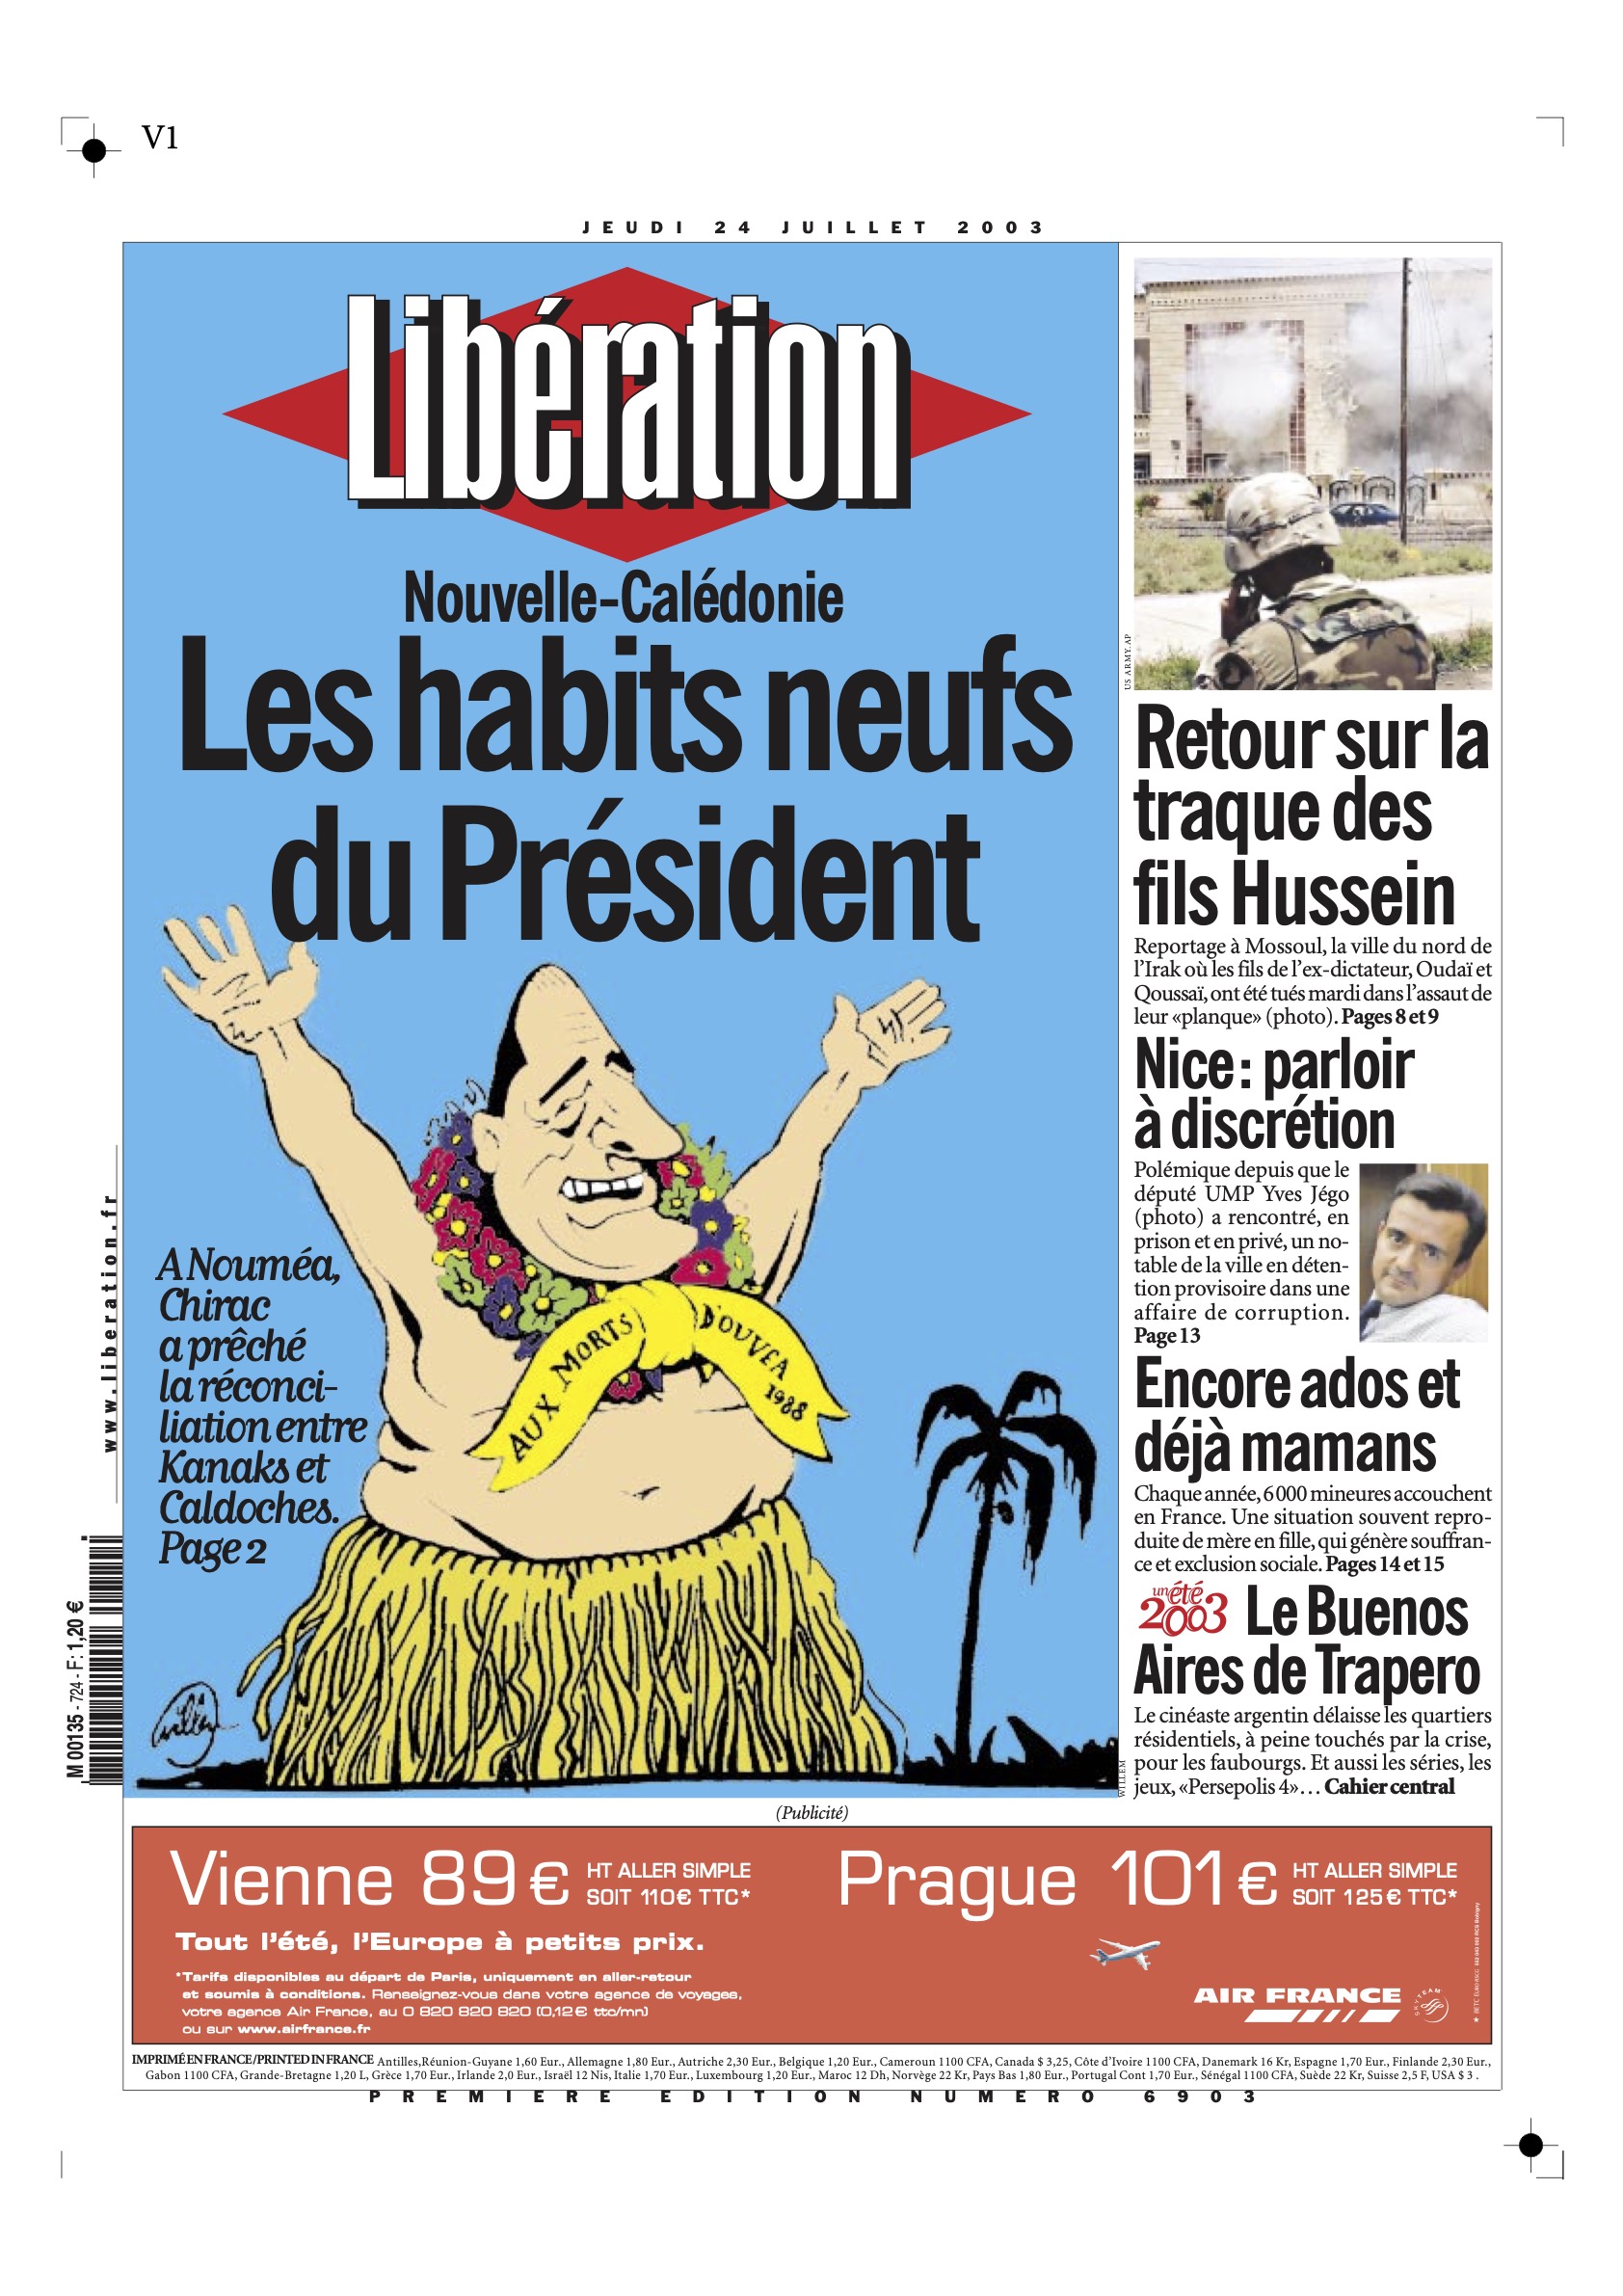 V1
JEUDI 24 JUILLET 2003
Libération
Nouvelle-Calédonie
Les habits neufs
du Président
A Nouméa,
Chirac
a prêché
la réconci-
liation entre
Kanaks et
Caldoches.
Page 2
AUX MORTS D'OUVEA
1988
Willem
WILLEM
www.liberation.fr
M 00135 - 724 - F: 1,20 €
US ARMY. AP
Retour sur la
traque des
fils Hussein
Reportage à Mossoul, la ville du nord de
l'Irak où les fils de l'ex-dictateur, Oudaï et
Qoussaï, ont été tués mardi dans l'assaut de
leur «planque» (photo). Pages 8 et 9
Nice: parloir
à discrétion
Polémique depuis que le
député UMP Yves Jégo
(photo) a rencontré, en
prison et en privé, un no-
table de la ville en déten-
tion provisoire dans une
affaire de corruption.
Page 13
Encore ados et
déjà mamans
Chaque année, 6000 mineures accouchent
en France. Une situation souvent repro-
duite de mère en fille, qui génère souffran-
ce et exclusion sociale. Pages 14 et 15
un été
2003
Le Buenos
Aires de Trapero
Le cinéaste argentin délaisse les quartiers
résidentiels, à peine touchés par la crise,
pour les faubourgs. Et aussi les séries, les
jeux, «Persepolis 4»… Cahier central
(Publicité)
Vienne 89 € HT ALLER SIMPLE
SOIT 110€ TTC*
Prague 101 € HT ALLER SIMPLE
SOIT 125€ TTC*
Tout l'été, l'Europe à petits prix.
*Tarifs disponibles au départ de Paris, uniquement en aller-retour
et soumis à conditions. Renseignez-vous dans votre agence de voyages,
votre agence Air France, au 0 820 820 820 (0,12€ ttc/mn)
ou sur www.airfrance.fr
AIR FRANCE
SKYTEAM
IMPRIMÉ EN FRANCE/PRINTED IN FRANCE Antilles,Réunion-Guyane 1,60 Eur., Allemagne 1,80 Eur., Autriche 2,30 Eur., Belgique 1,20 Eur., Cameroun 1100 CFA, Canada $ 3,25, Côte d'Ivoire 1100 CFA, Danemark 16 Kr, Espagne 1,70 Eur., Finlande 2,30 Eur.,
Gabon 1100 CFA, Grande-Bretagne 1,20 L, Grèce 1,70 Eur., Irlande 2,0 Eur., Israël 12 Nis, Italie 1,70 Eur., Luxembourg 1,20 Eur., Maroc 12 Dh, Norvège 22 Kr, Pays Bas 1,80 Eur., Portugal Cont 1,70 Eur., Sénégal 1100 CFA, Suède 22 Kr, Suisse 2,5 F, USA $ 3 .
PREMIERE EDITION NUMERO 6903